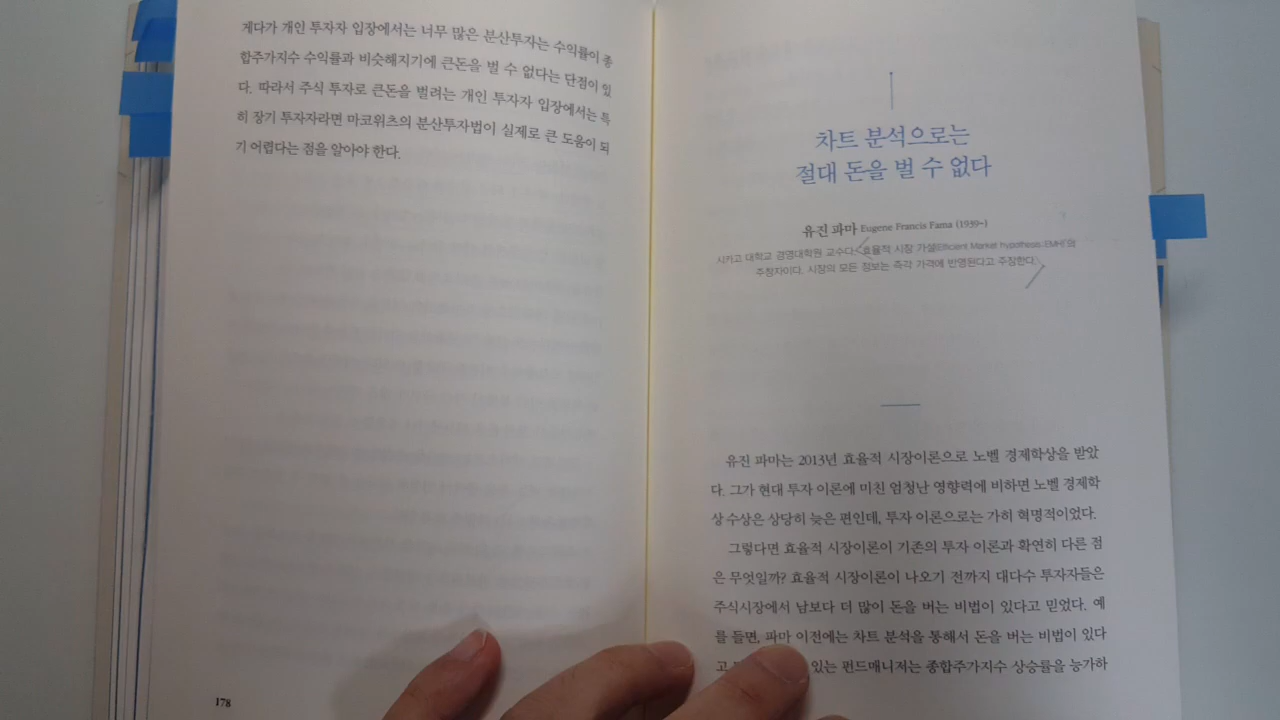 게다가 개인 투자자 입장에서는 너무 많은 분산투자는 수익률이 종
합주가지수 수익률과 비슷해지기에 큰돈을 벌 수 없다는 단점이 있
다. 따라서 주식 투자로 큰돈을 벌려는 개인 투자자 입장에서는 특
히 장기 투자자라면 마코위츠의 분산투자법이 실제로 큰 도움이 되
기 어렵다는 점을 알아야 한다.
178
차트 분석으로는
절대 돈을 벌 수 없다
유진 파마 Eugene Francis Fama (1939~)
시카고 대학교 경영대학원 교수다. 효율적 시장 가설(Efficient Market hypothesis. EMH)의
주창자이다. 시장의 모든 정보는 즉각 가격에 반영된다고 주장한다.
유진 파마는 2013년 효율적 시장이론으로 노벨 경제학상을 받았
다. 그가 현대 투자 이론에 미친 엄청난 영향력에 비하면 노벨 경제학
상 수상은 상당히 늦은 편인데, 투자 이론으로는 가히 혁명적이었다.
그렇다면 효율적 시장이론이 기존의 투자 이론과 확연히 다른 점
은 무엇일까? 효율적 시장이론이 나오기 전까지 대다수 투자자들은
주식시장에서 남보다 더 많이 돈을 버는 비법이 있다고 믿었다. 예
를 들면, 파마 이전에는 차트 분석을 통해서 돈을 버는 비법이 있다
고 있는 펀드매니저는 종합주가지수 상승률을 능가하